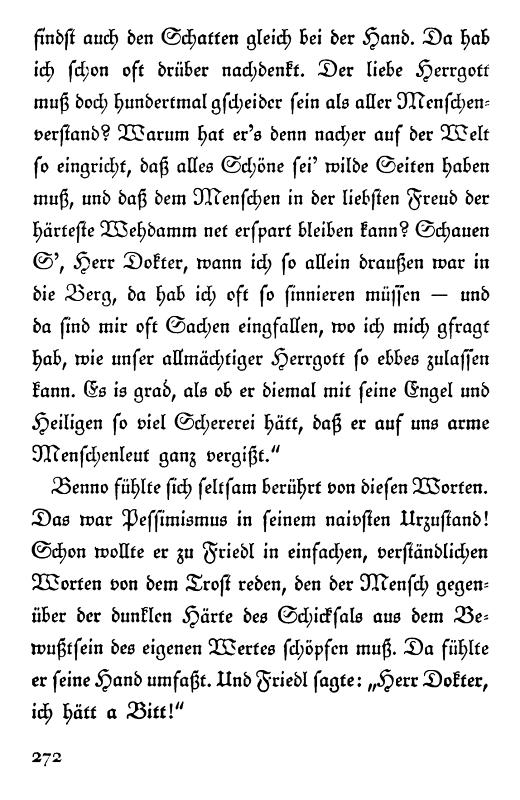 findst auch den Schatten gleich bei der Hand. Da hab
ich schon oft drüber nachdenkt. Der liebe Herrgott
muß doch hundertmal gscheider sein als aller Menschen-
verstand? Warum hat er's denn nacher auf der Welt
so eingricht, daß alles Schöne sei' wilde Seiten haben
muß, und daß dem Menschen in der liebsten Freud der
härteste Wehdamm net erspart bleiben kann? Schauen
S', Herr Dokter, wann ich so allein draußen war in
die Berg, da hab ich oft so sinnieren müssen — und
da sind mir oft Sachen eingfallen, wo ich mich gfragt
hab, wie unser allmächtiger Herrgott so ebbes zulassen
kann. Es is grad, als ob er diemal mit seine Engel und
Heiligen so viel Schererei hätt, daß er auf uns arme
Menschenleut ganz vergißt."
Benno fühlte sich seltsam berührt von diesen Worten.
Das war Pessimismus in seinem naivsten Urzustand!
Schon wollte er zu Friedl in einfachen, verständlichen
Worten von dem Trost reden, den der Mensch gegen-
über der dunklen Härte des Schicksals aus dem Be-
wußtsein des eigenen Wertes schöpfen muß. Da fühlte
er seine Hand umfaßt. Und Friedl sagte: „Herr Dokter,
ich hätt a Bitt!"
272